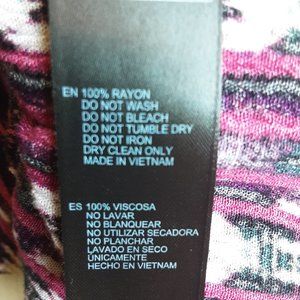 EN 100% RAYON
DO NOT WASH
DO NOT BLEACH
DO NOT TUMBLE DRY
DO NOT IRON
DRY CLEAN ONLY
MADE IN VIETNAM
ES 100% VISCOSA
NO LAVAR
NO BLANQUEAR
NO UTILIZAR SECADORA
NO PLANCHAR
LAVADO EN SECO
ÚNICAMENTE
HECHO EN VIETNAM